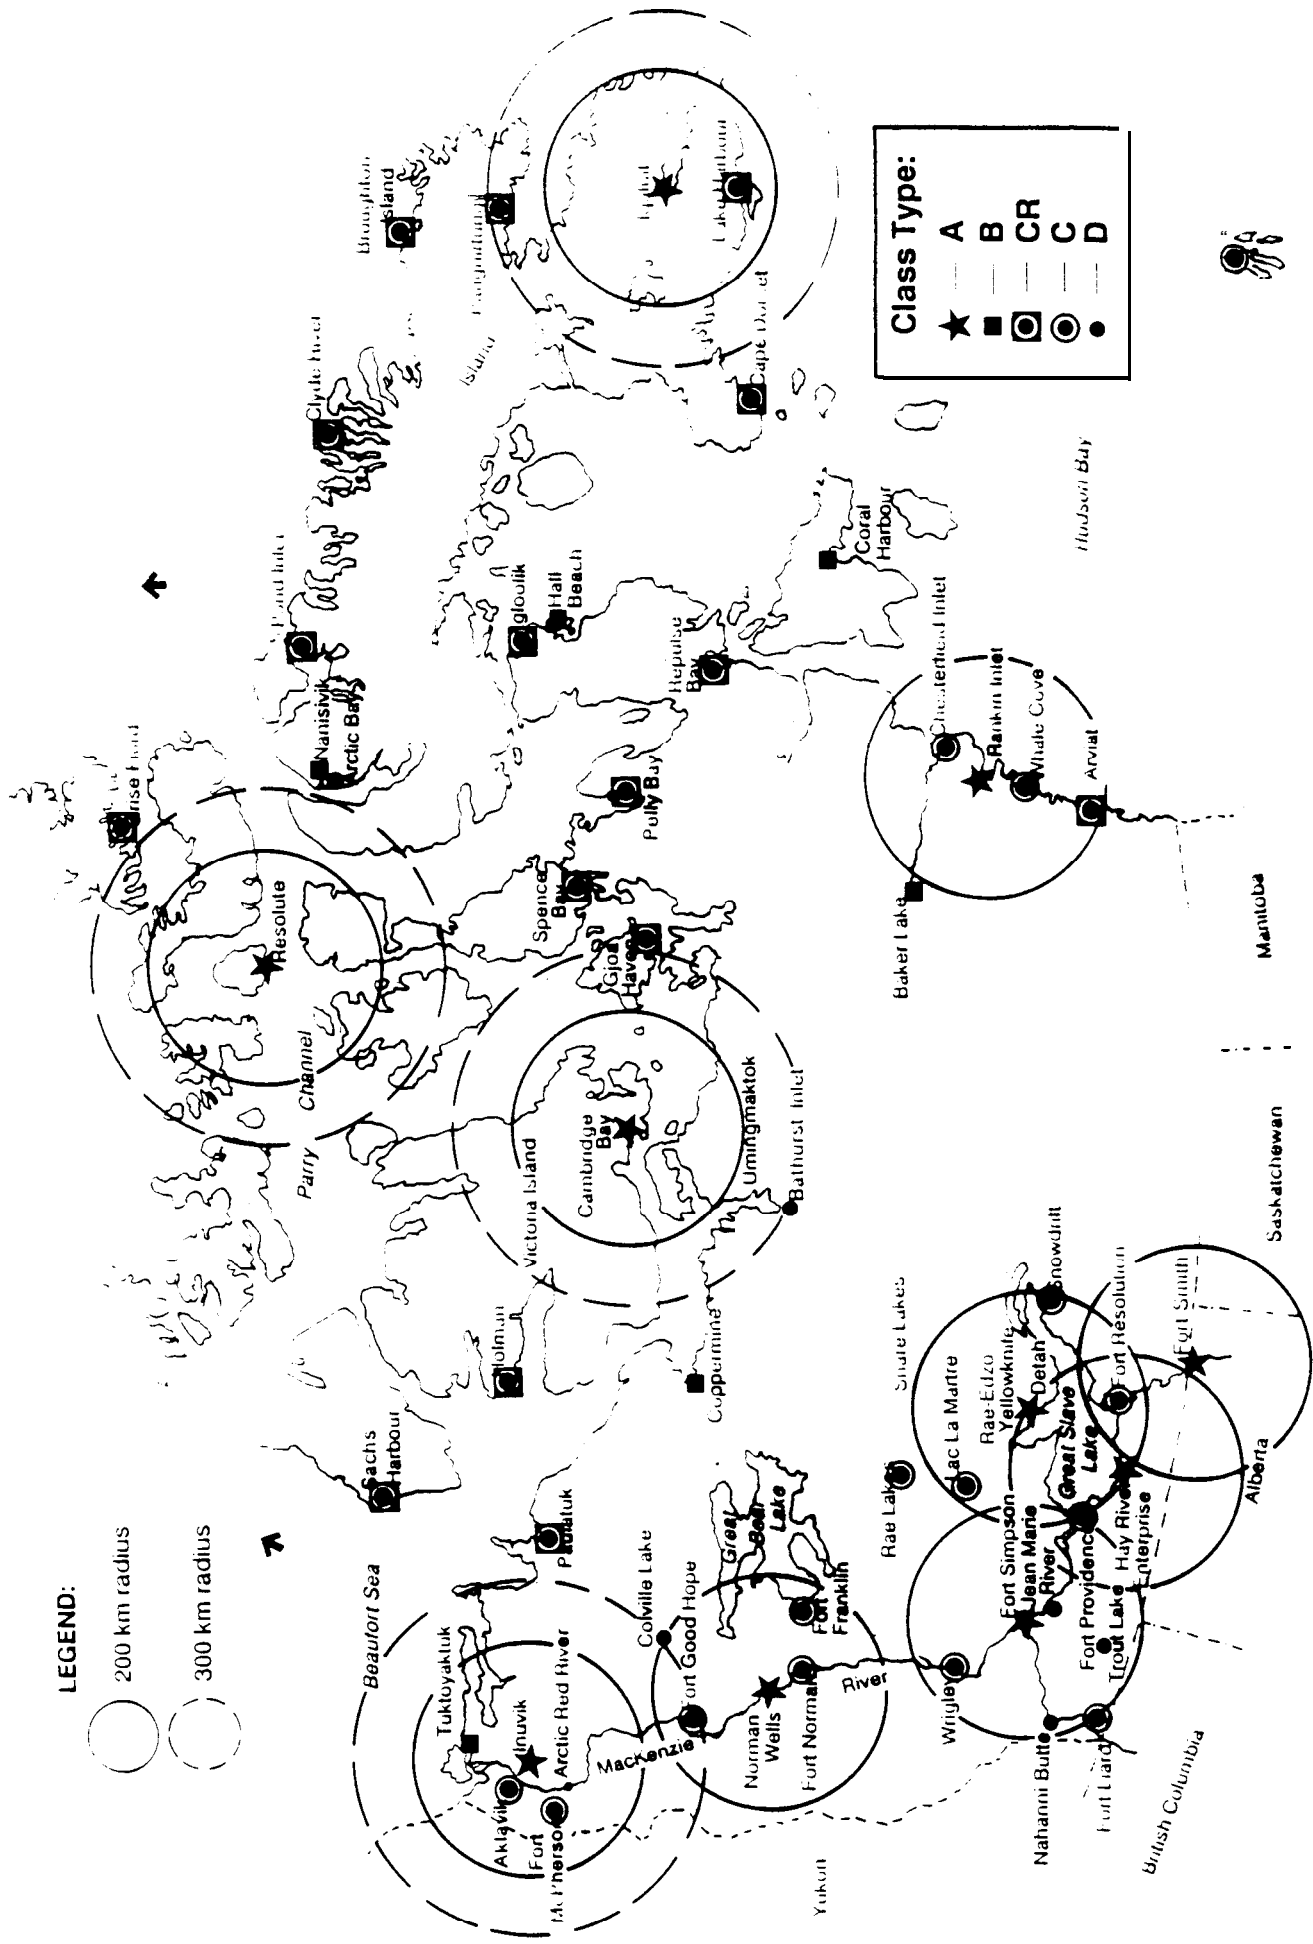 LEGEND:
200 km radius
300 km radius
Beaufort Sea
Sachs
Harbour
Parry
Channel
Resolute
Nanisivik
Arctic Bay
Clyde River
Broughton
Island
Island
Holman
Victoria Island
Cambridge
Bay
Gjoa
Haven
Spence
Bay
Pelly Bay
Hall
Beach
Repulse
Bay
Coral
Harbour
Cape Dorset
Tuktoyaktuk
Inuvik
Aklavik
Fort
McPherson
Arctic Red River
Paulatuk
Colville Lake
Fort Good Hope
MacKenzie
River
Norman
Wells
Fort Norman
Fort
Franklin
Great
Bear
Lake
Coppermine
Umingmaktok
Bathurst Inlet
Baker Lake
Chesterfield Inlet
Rankin Inlet
Whale Cove
Arviat
Hudson Bay
Class Type:
A
B
CR
C
D
Wrigley
Rae Lakes
Snare Lakes
Lac La Martre
Rae-Edzo
Yellowknife
Detah
Snowdrift
Great Slave
Lake
Fort Resolution
Fort Smith
Fort Simpson
Jean Marie
River
Fort Providence
Trout Lake
Hay River
Enterprise
Nahanni Butte
Fort Liard
Yukon
British Columbia
Alberta
Saskatchewan
Manitoba